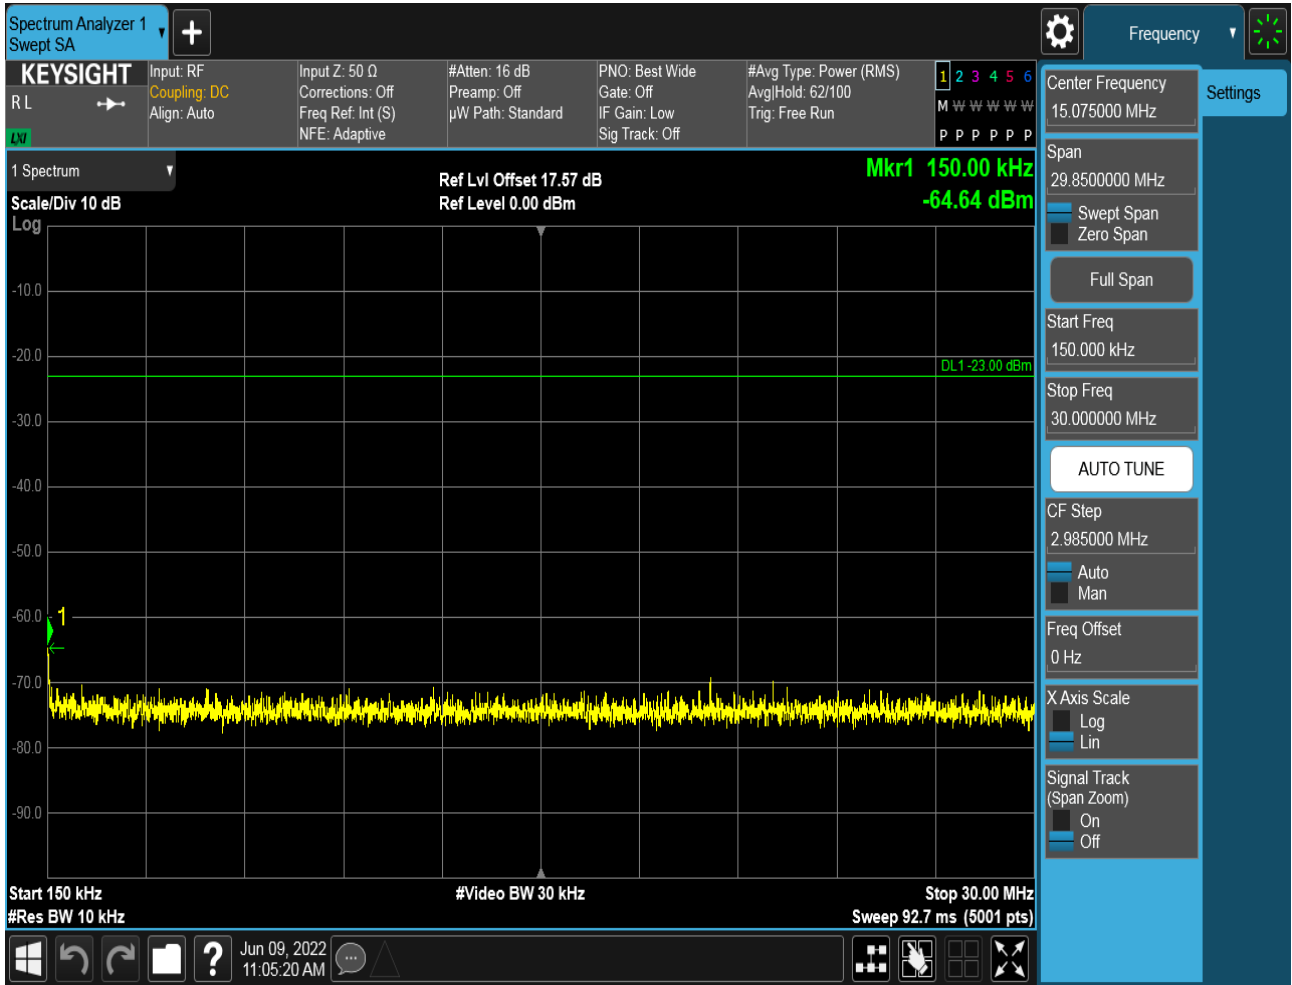 Spectrum Analyzer 1
Swept SA
Frequency
KEYSIGHT
R L
LXI
Input: RF
Coupling: DC
Align: Auto
Input Z: 50 Ω
Corrections: Off
Freq Ref: Int (S)
NFE: Adaptive
#Atten: 16 dB
Preamp: Off
µW Path: Standard
PNO: Best Wide
Gate: Off
IF Gain: Low
Sig Track: Off
#Avg Type: Power (RMS)
Avg|Hold: 62/100
Trig: Free Run
1 2 3 4 5 6
M W W W W W
P P P P P P
1 Spectrum
Scale/Div 10 dB
Log
Ref Lvl Offset 17.57 dB
Ref Level 0.00 dBm
Mkr1 150.00 kHz
-64.64 dBm
-10.0
-20.0
DL1 -23.00 dBm
-30.0
-40.0
-50.0
-60.0
1
-70.0
-80.0
-90.0
Start 150 kHz
#Res BW 10 kHz
#Video BW 30 kHz
Stop 30.00 MHz
Sweep 92.7 ms (5001 pts)
Center Frequency
15.075000 MHz
Settings
Span
29.8500000 MHz
Swept Span
Zero Span
Full Span
Start Freq
150.000 kHz
Stop Freq
30.000000 MHz
AUTO TUNE
CF Step
2.985000 MHz
Auto
Man
Freq Offset
0 Hz
X Axis Scale
Log
Lin
Signal Track
(Span Zoom)
On
Off
?
Jun 09, 2022
11:05:20 AM